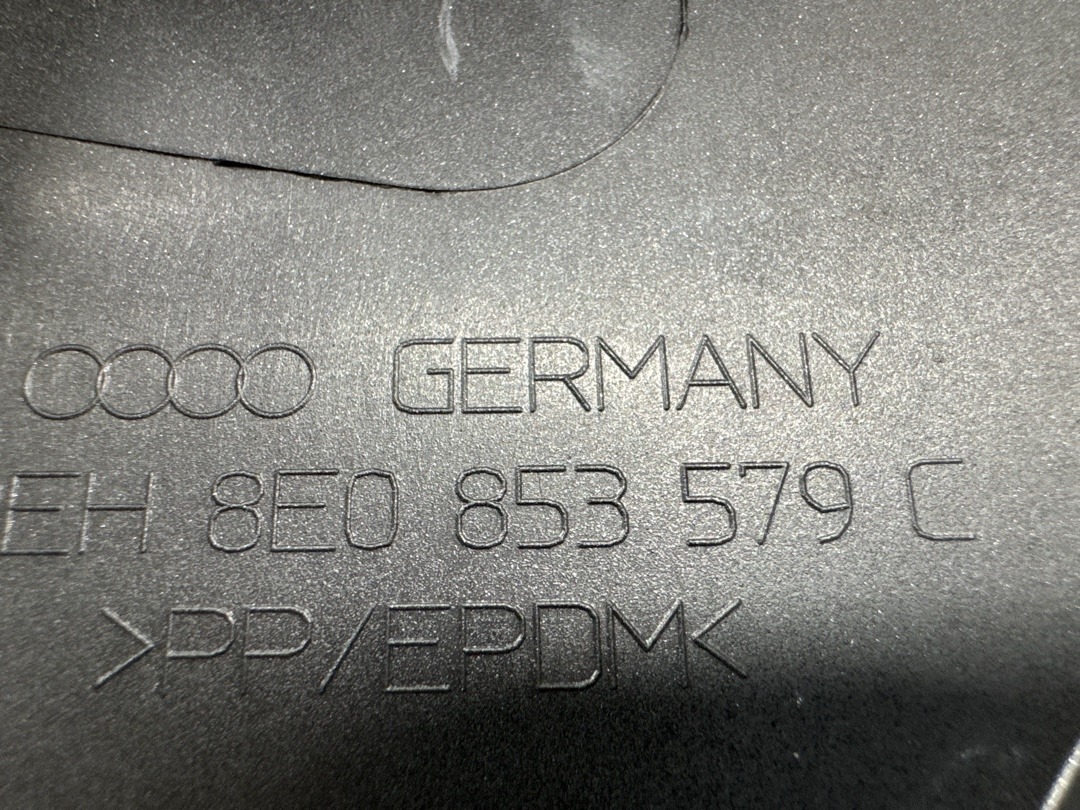 GERMANY
EH 8E0 853 579 C
>PP/EPDM<